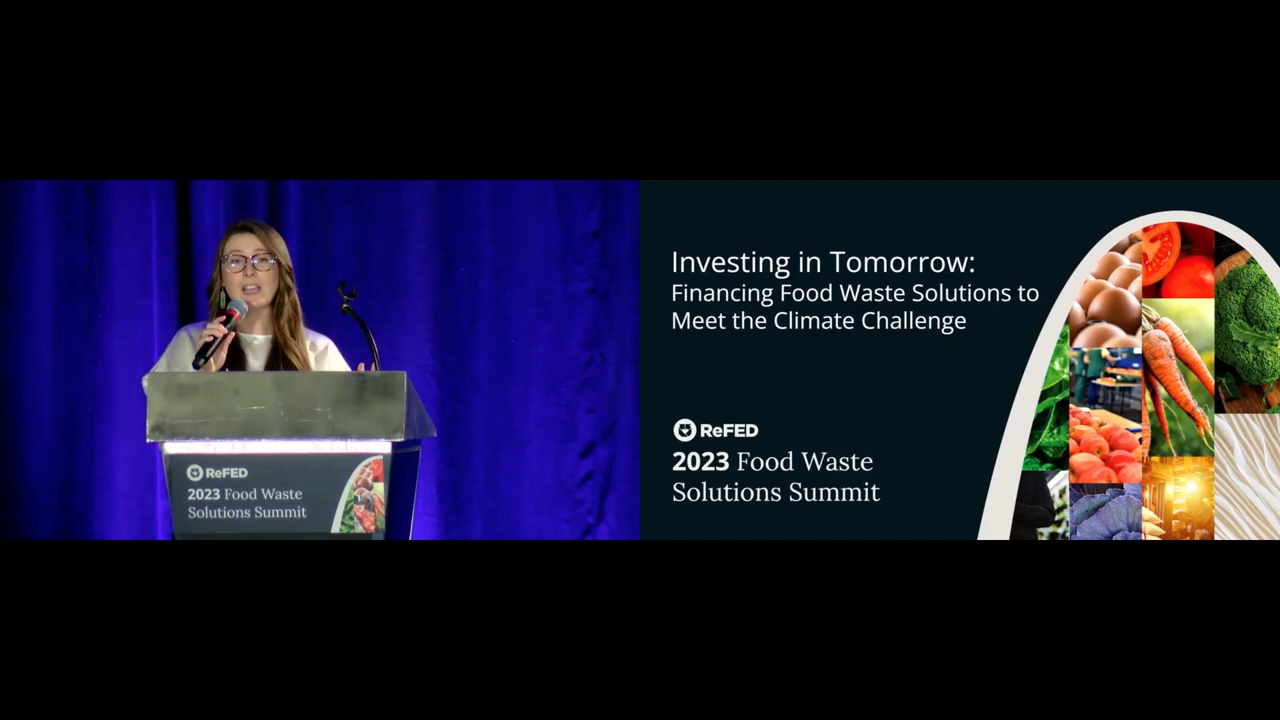 ReFED
2023 Food Waste
Solutions Summit
Investing in Tomorrow:
Financing Food Waste Solutions to
Meet the Climate Challenge
ReFED
2023 Food Waste
Solutions Summit